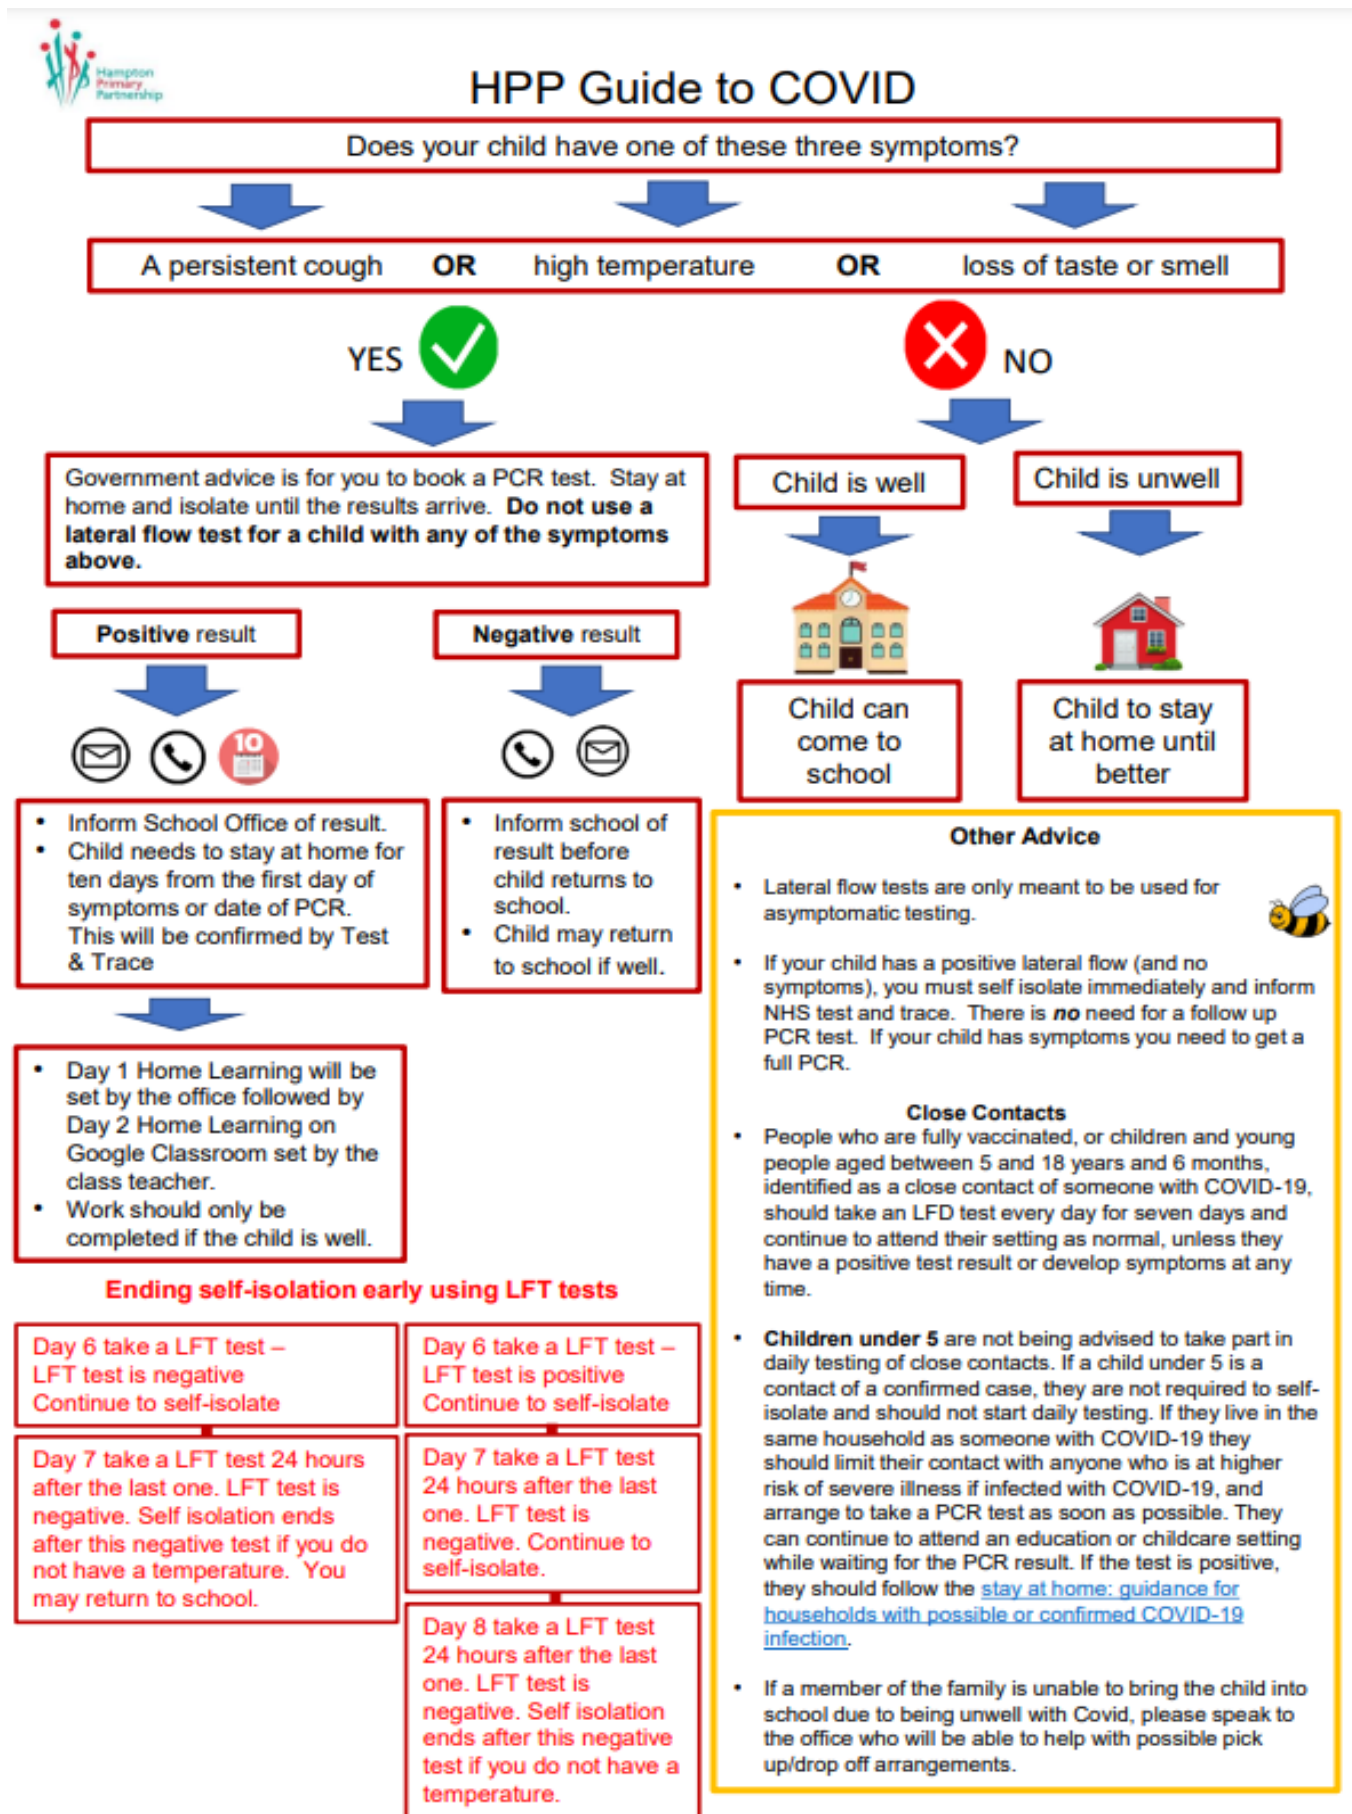 Hampton
Primary
Partnership
HPP Guide to COVID
Does your child have one of these three symptoms?
A persistent cough OR high temperature OR loss of taste or smell
YES
NO
Government advice is for you to book a PCR test. Stay at
home and isolate until the results arrive. Do not use a
lateral flow test for a child with any of the symptoms
above.
Child is well
Child is unwell
Positive result
Negative result
10
Child can
come to
school
Child to stay
at home until
better
• Inform School Office of result.
• Child needs to stay at home for
ten days from the first day of
symptoms or date of PCR.
This will be confirmed by Test
& Trace
• Inform school of
result before
child returns to
school.
• Child may return
to school if well.
• Day 1 Home Learning will be
set by the office followed by
Day 2 Home Learning on
Google Classroom set by the
class teacher.
• Work should only be
completed if the child is well.
Ending self-isolation early using LFT tests
Day 6 take a LFT test –
LFT test is negative
Continue to self-isolate
Day 7 take a LFT test 24 hours
after the last one. LFT test is
negative. Self isolation ends
after this negative test if you do
not have a temperature. You
may return to school.
Day 6 take a LFT test –
LFT test is positive
Continue to self-isolate
Day 7 take a LFT test
24 hours after the last
one. LFT test is
negative. Continue to
self-isolate.
Day 8 take a LFT test
24 hours after the last
one. LFT test is
negative. Self isolation
ends after this negative
test if you do not have a
temperature.
Other Advice
• Lateral flow tests are only meant to be used for
asymptomatic testing.
• If your child has a positive lateral flow (and no
symptoms), you must self isolate immediately and inform
NHS test and trace. There is no need for a follow up
PCR test. If your child has symptoms you need to get a
full PCR.
Close Contacts
• People who are fully vaccinated, or children and young
people aged between 5 and 18 years and 6 months,
identified as a close contact of someone with COVID-19,
should take an LFD test every day for seven days and
continue to attend their setting as normal, unless they
have a positive test result or develop symptoms at any
time.
• Children under 5 are not being advised to take part in
daily testing of close contacts. If a child under 5 is a
contact of a confirmed case, they are not required to self-
isolate and should not start daily testing. If they live in the
same household as someone with COVID-19 they
should limit their contact with anyone who is at higher
risk of severe illness if infected with COVID-19, and
arrange to take a PCR test as soon as possible. They
can continue to attend an education or childcare setting
while waiting for the PCR result. If the test is positive,
they should follow the stay at home: guidance for
households with possible or confirmed COVID-19
infection.
• If a member of the family is unable to bring the child into
school due to being unwell with Covid, please speak to
the office who will be able to help with possible pick
up/drop off arrangements.